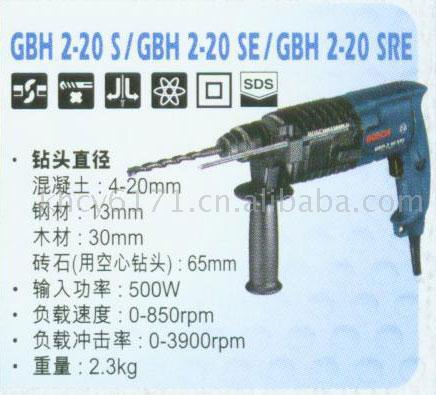 GBH 2-20 S/GBH 2-20 SE/GBH 2-20 SRE
SDS
BOSCH
• 钻头直径
混凝土 : 4-20mm
钢材 : 13mm
木材 : 30mm
砖石(用空心钻头) : 65mm
• 输入功率 : 500W
• 负载速度 : 0-850rpm
• 负载冲击率 : 0-3900rpm
• 重量 : 2.3kg